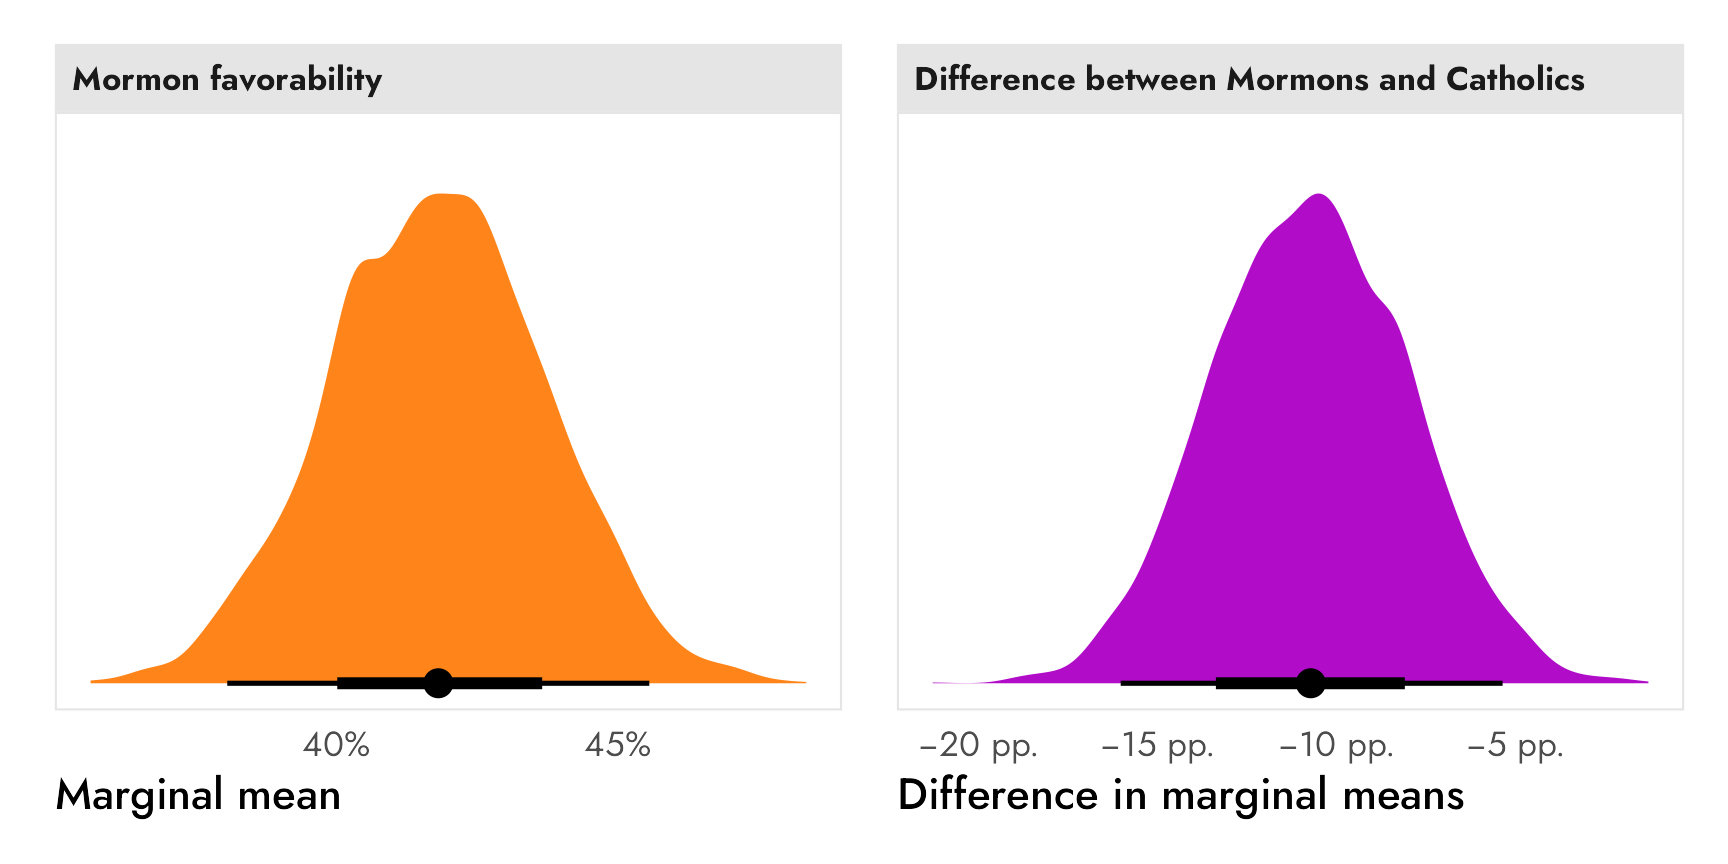 Mormon favorability
Difference between Mormons and Catholics
40%
45%
−20 pp.
−15 pp.
−10 pp.
−5 pp.
Marginal mean
Difference in marginal means